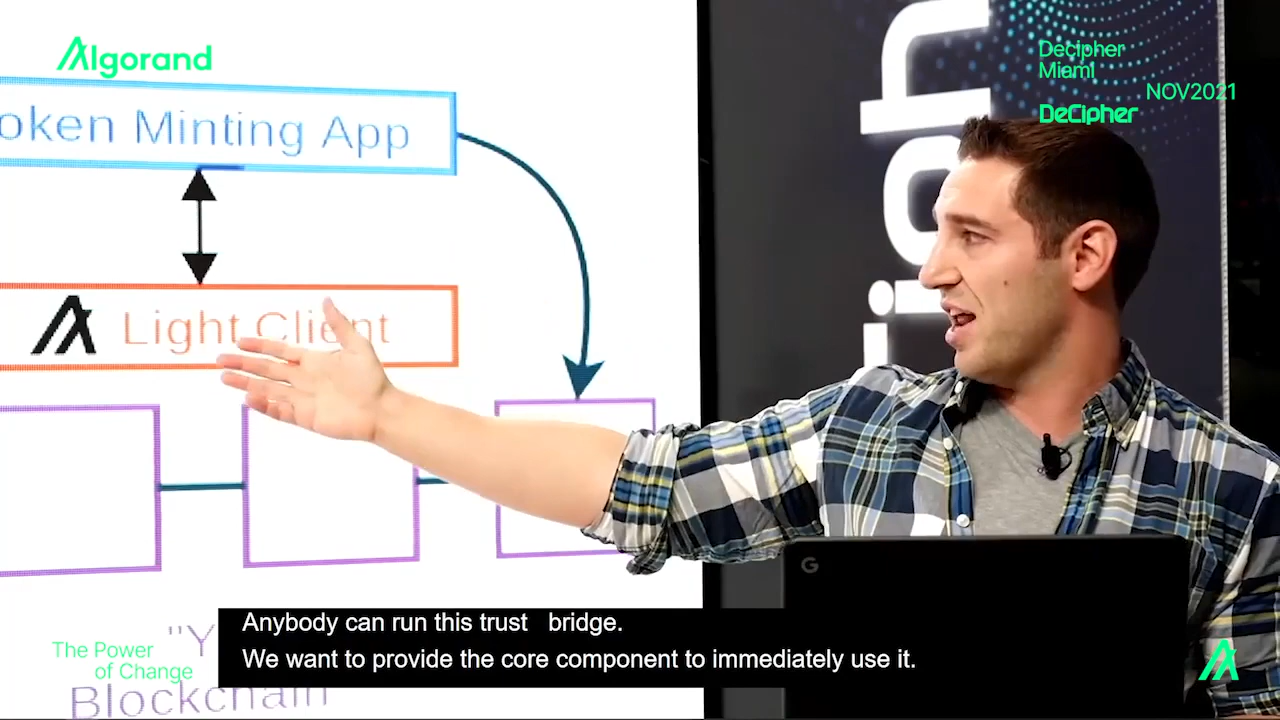 Algorand
Decipher
Miami
NOV2021
DeCipher
oken Minting App
Light Client
iph
G
"Y
Blockchain
The Power
of Change
Anybody can run this trust bridge.
We want to provide the core component to immediately use it.